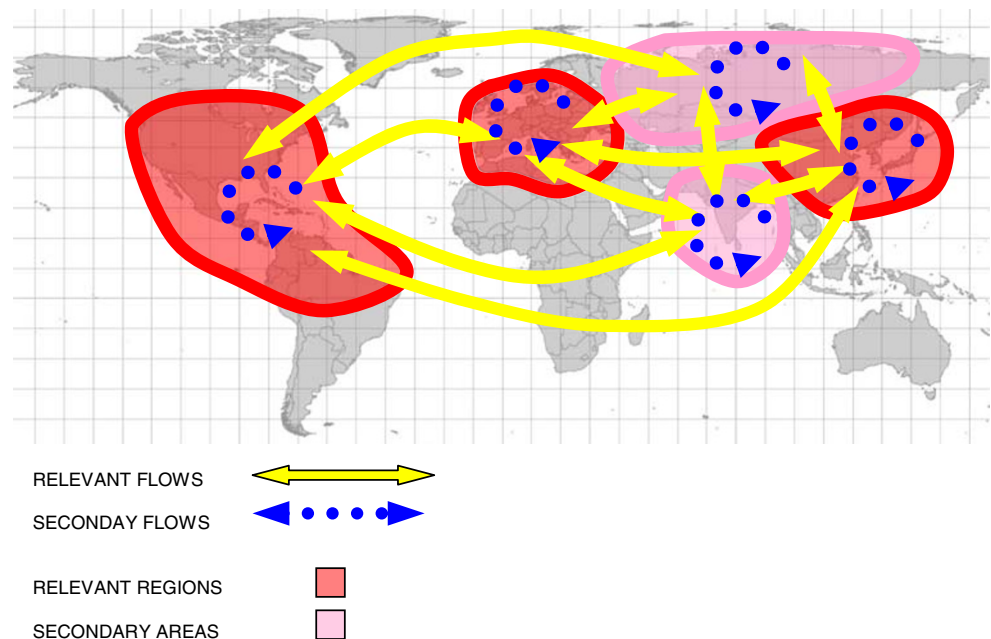 RELEVANT FLOWS
SECONDAY FLOWS
RELEVANT REGIONS
SECONDARY AREAS